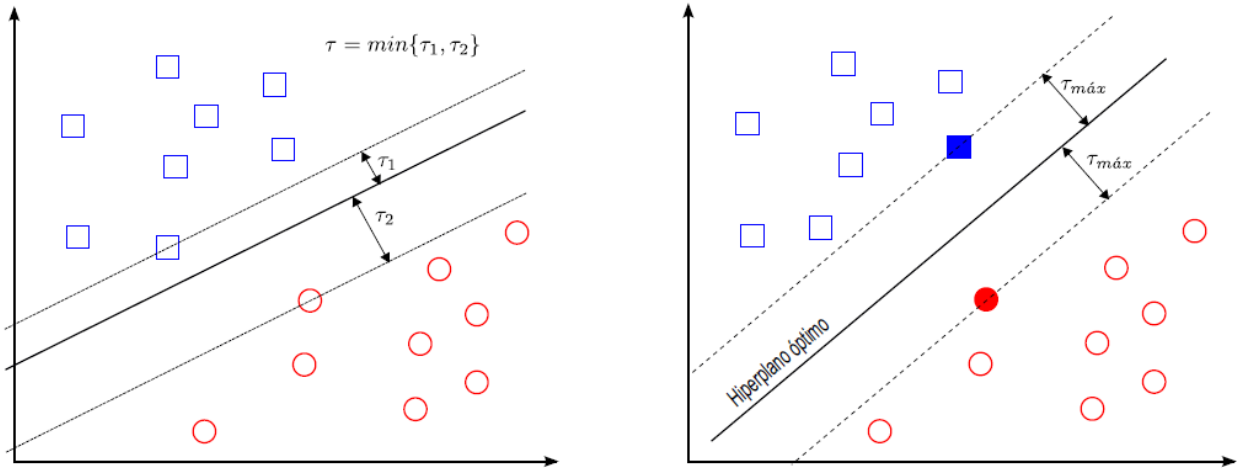 τ = min{τ₁, τ₂}
τ₁
τ₂
τₘáₓ
τₘáₓ
Hiperplano óptimo